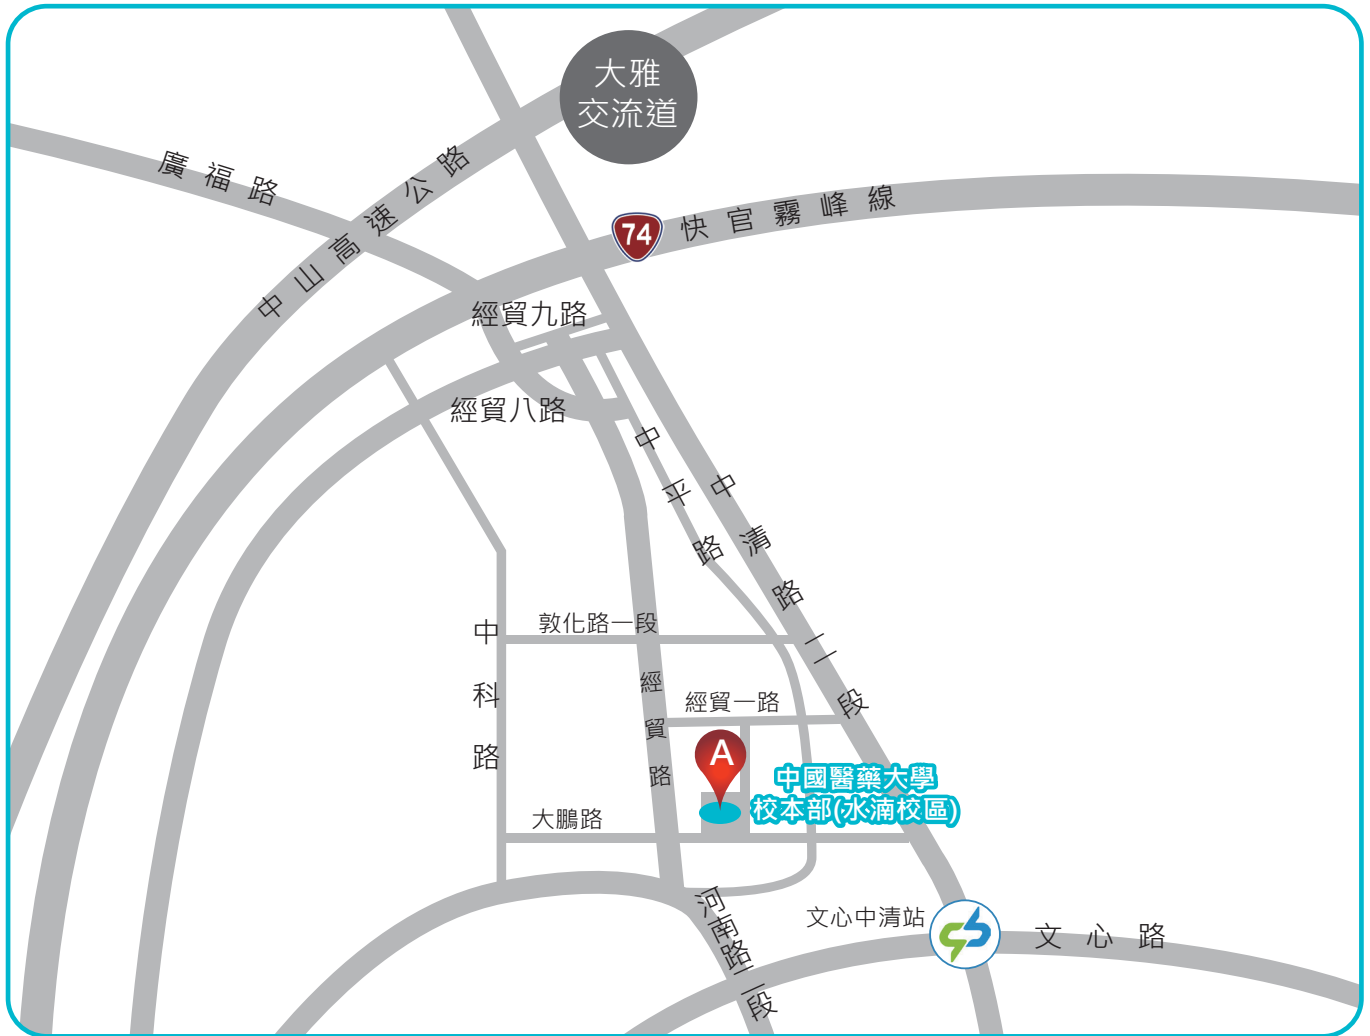 大雅
交流道
廣福路
中山高速公路
74
快官霧峰線
經貿九路
經貿八路
中平路
中清路二段
敦化路一段
中科路
經貿路
經貿一路
A
中國醫藥大學
校本部(水湳校區)
大鵬路
河南路二段
文心中清站
文心路